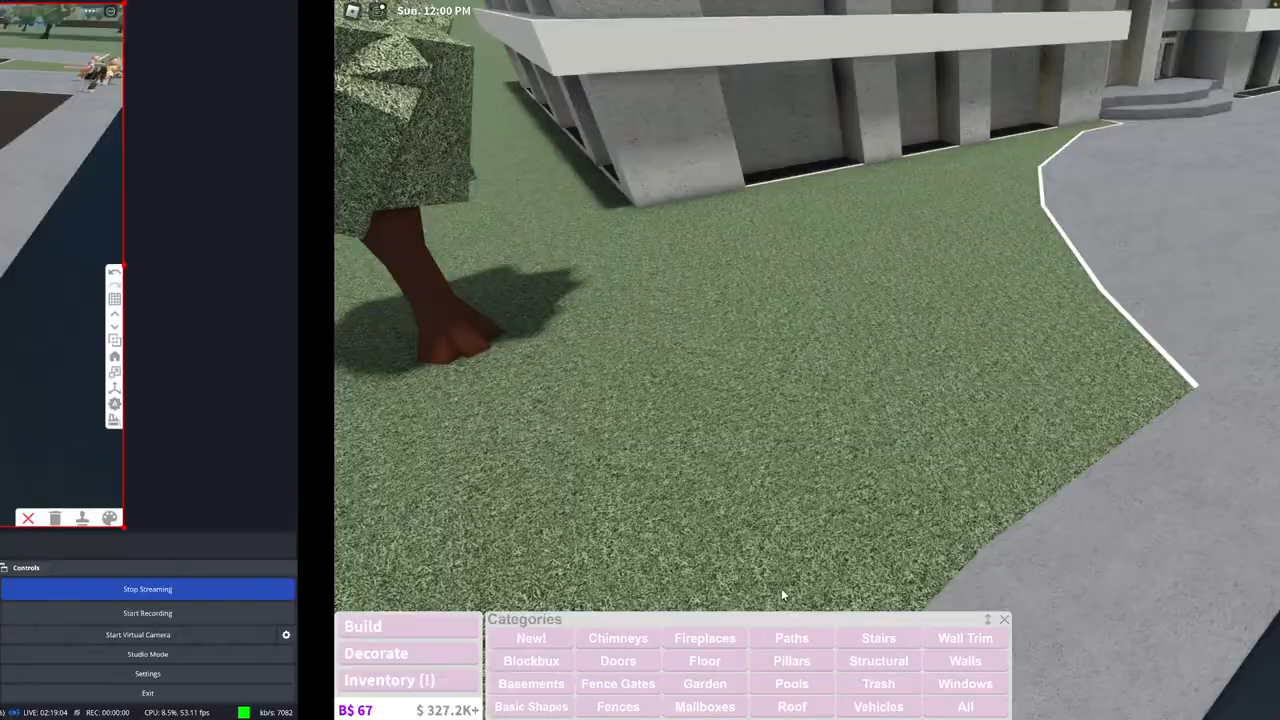 Sun. 12:00 PM
Controls
Stop Streaming
Start Recording
Start Virtual Camera
Studio Mode
Settings
Exit
LIVE: 02:19:04 REC: 00:00:00 CPU: 8.5%, 53.11 fps kb/s: 7082
Build
Decorate
Inventory (!)
B$ 67 $ 327.2K+
Categories
New! Chimneys Fireplaces Paths Stairs Wall Trim
Blockbux Doors Floor Pillars Structural Walls
Basements Fence Gates Garden Pools Trash Windows
Basic Shapes Fences Mailboxes Roof Vehicles All